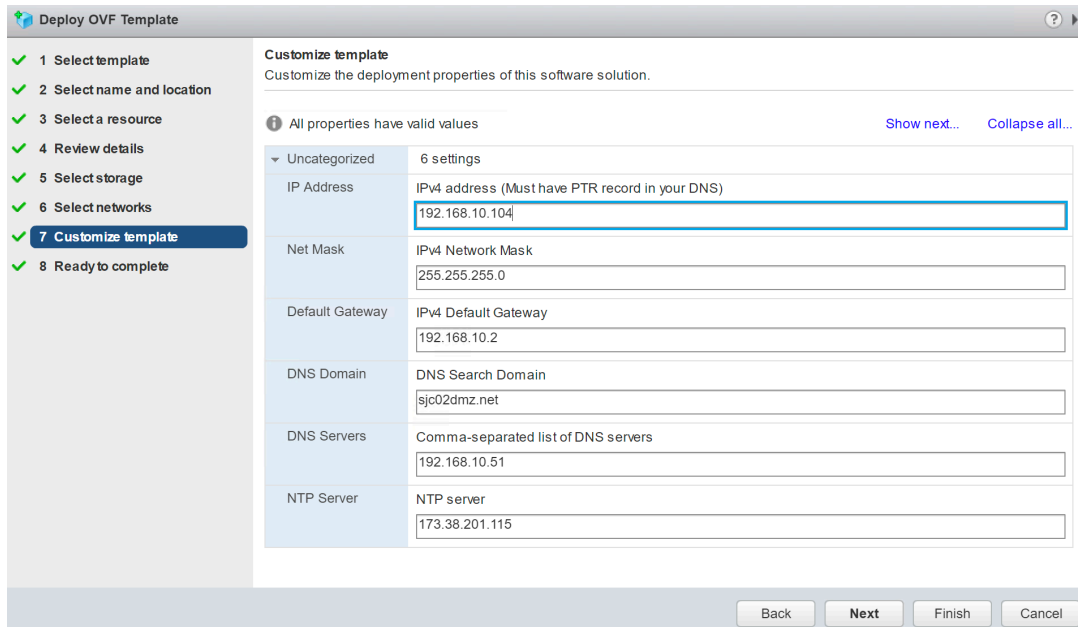 Deploy OVF Template
?
1 Select template
2 Select name and location
3 Select a resource
4 Review details
5 Select storage
6 Select networks
7 Customize template
8 Ready to complete
Customize template
Customize the deployment properties of this software solution.
All properties have valid values
Show next...
Collapse all...
Uncategorized
6 settings
IP Address
IPv4 address (Must have PTR record in your DNS)
192.168.10.104
Net Mask
IPv4 Network Mask
255.255.255.0
Default Gateway
IPv4 Default Gateway
192.168.10.2
DNS Domain
DNS Search Domain
sjc02dmz.net
DNS Servers
Comma-separated list of DNS servers
192.168.10.51
NTP Server
NTP server
173.38.201.115
Back
Next
Finish
Cancel